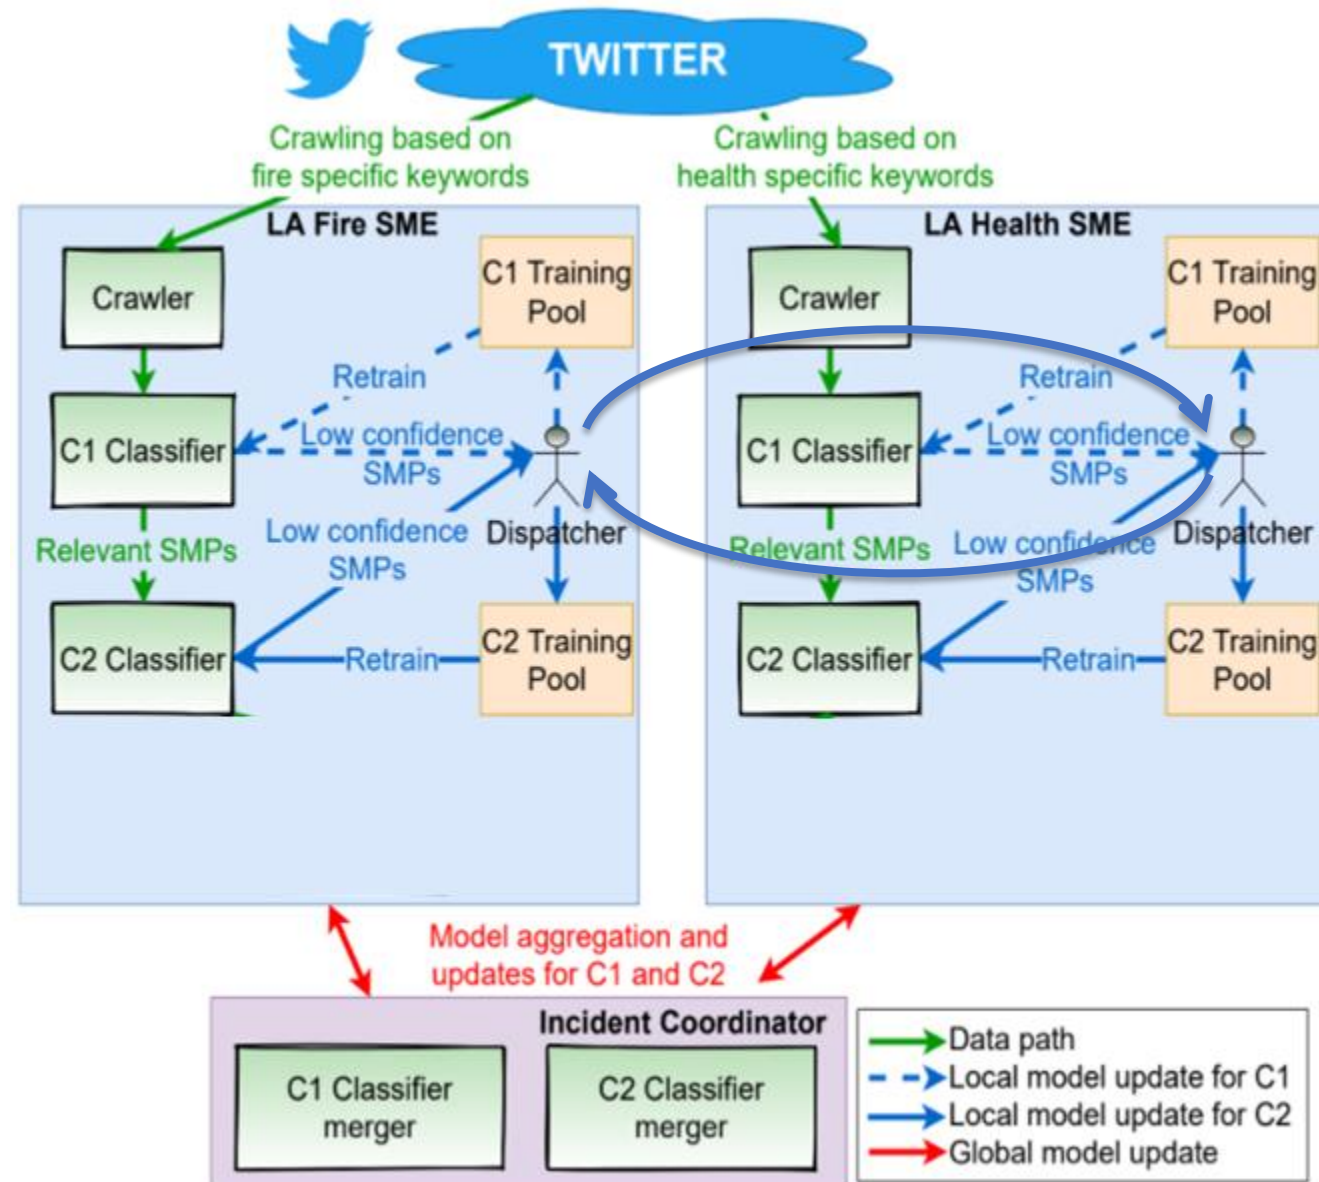 TWITTER
Crawling based on
fire specific keywords
Crawling based on
health specific keywords
LA Fire SME
Crawler
C1 Training
Pool
Retrain
C1 Classifier
Low confidence
SMPs
Dispatcher
Relevant SMPs
Low confidence
SMPs
C2 Classifier
Retrain
C2 Training
Pool
LA Health SME
Crawler
C1 Training
Pool
Retrain
C1 Classifier
Low confidence
SMPs
Dispatcher
Relevant SMPs
Low confidence
SMPs
C2 Classifier
Retrain
C2 Training
Pool
Model aggregation and
updates for C1 and C2
Incident Coordinator
C1 Classifier
merger
C2 Classifier
merger
Data path
Local model update for C1
Local model update for C2
Global model update